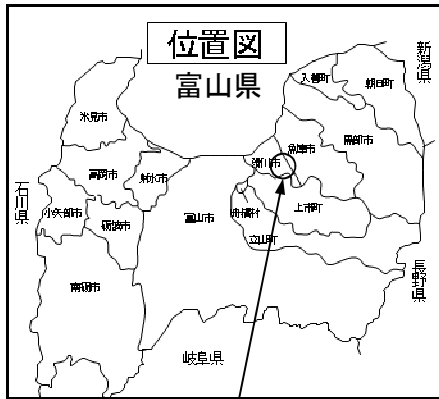 位置図
富山県
新潟県
入善町
朝日町
氷見市
魚津市
黒部市
滑川市
高岡市
射水市
石川県
小矢部市
砺波市
富山市
舟橋村
上市町
立山町
長野県
南砺市
岐阜県